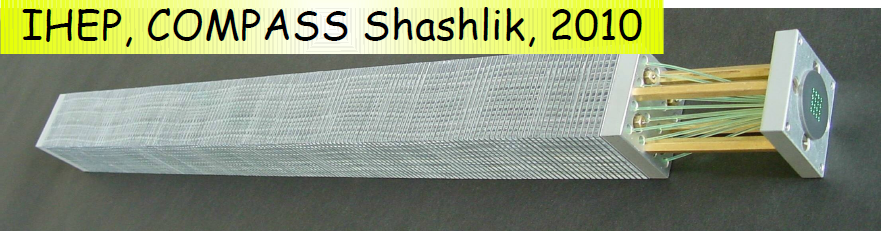 IHEP, COMPASS Shashlik, 2010